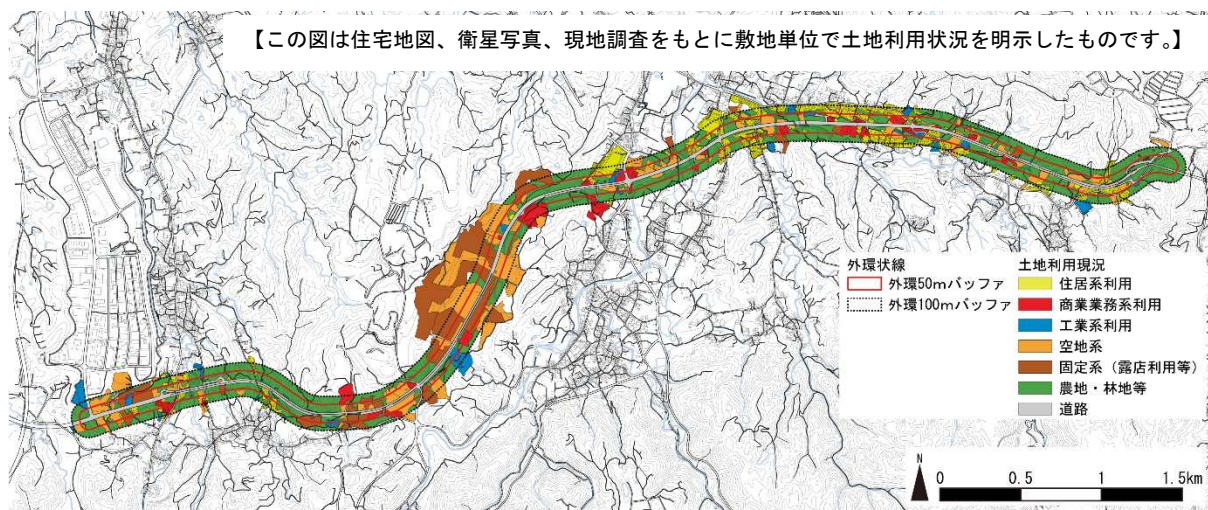 【この図は住宅地図、衛星写真、現地調査をもとに敷地単位で土地利用状況を明示したものです。】
外環状線
外環50mバッファ
外環100mバッファ
土地利用現況
住居系利用
商業業務系利用
工業系利用
空地系
固定系（露店利用等）
農地・林地等
道路
N
0 0.5 1 1.5km